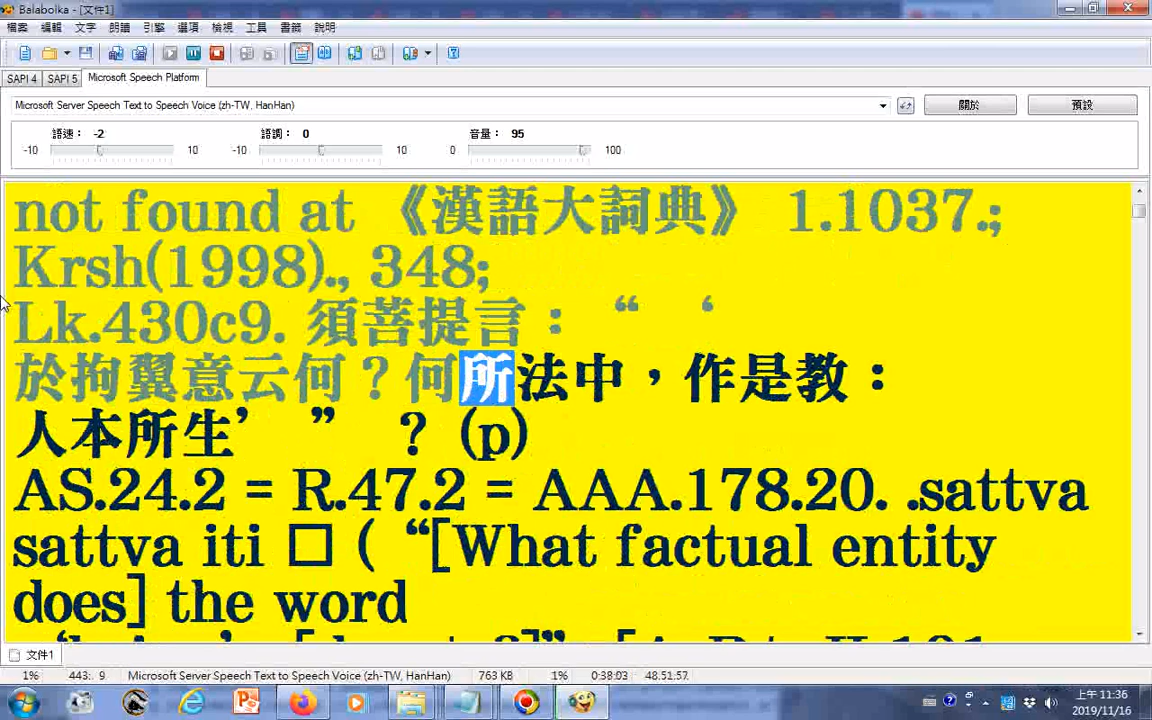 Balabolka - [文件1]
檔案 編輯 文字 朗讀 引擎 選項 檢視 工具 書籤 說明
SAPI 4 SAPI 5 Microsoft Speech Platform
Microsoft Server Speech Text to Speech Voice (zh-TW, HanHan) 關於 預設
語速： -2 語調： 0 音量： 95
-10 10 -10 10 0 100
not found at 《漢語大詞典》 1.1037.;
Krsh(1998)., 348;
Lk.430c9. 須菩提言： “ ‘
於拘翼意云何？何所法中，作是教：
人本所生’ ” ？ (p)
AS.24.2 = R.47.2 = AAA.178.20. .sattva
sattva iti □ ( “[What factual entity
does] the word
文件1
1% 443: 9 Microsoft Server Speech Text to Speech Voice (zh-TW, HanHan) 763 KB 1% 0:38:03 48:51:57.
上午 11:36
2019/11/16